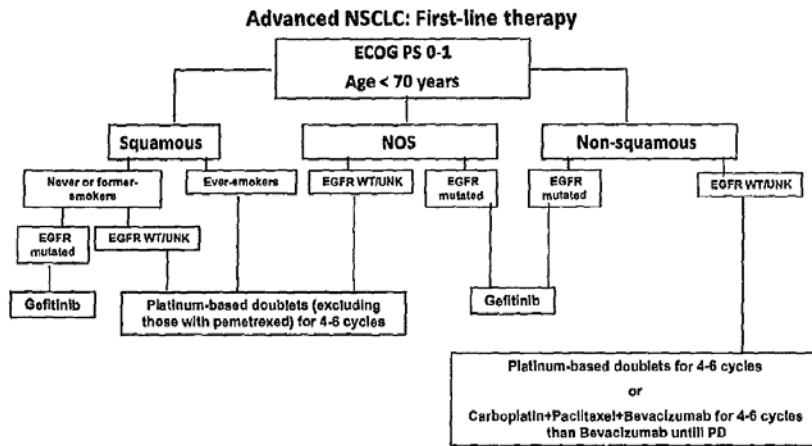 Advanced NSCLC: First-line therapy
ECOG PS 0-1
Age < 70 years
Squamous
NOS
Non-squamous
Never or former-
smokers
Ever-smokers
EGFR WT/UNK
EGFR
mutated
EGFR
mutated
EGFR WT/UNK
EGFR
mutated
EGFR WT/UNK
Gefitinib
Platinum-based doublets (excluding
those with pemetrexed) for 4-6 cycles
Gefitinib
Platinum-based doublets for 4-6 cycles
or
Carboplatin+Paclitaxel+Bevacizumab for 4-6 cycles
than Bevacizumab untill PD